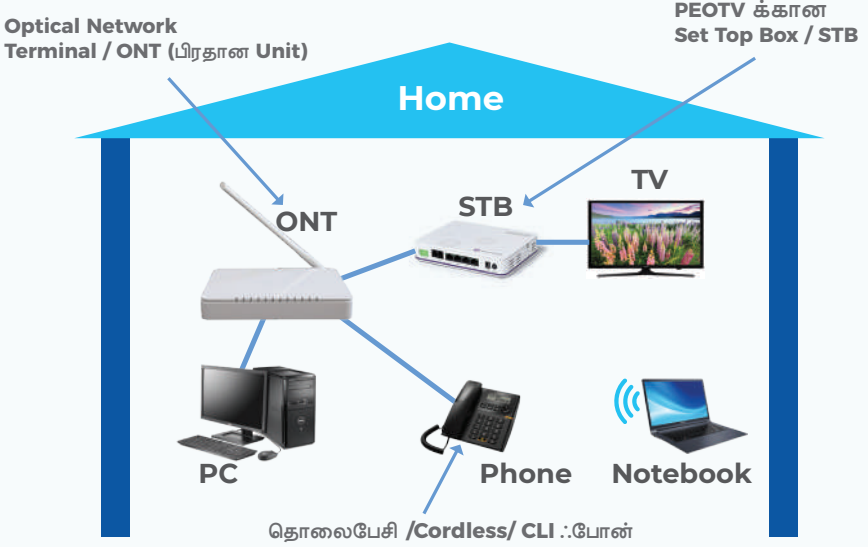 Optical Network
Terminal / ONT (பிரதான Unit)
PEOTV க்கான
Set Top Box / STB
Home
ONT
STB
TV
PC
Phone
Notebook
தொலைபேசி /Cordless/ CLI ஃபோன்